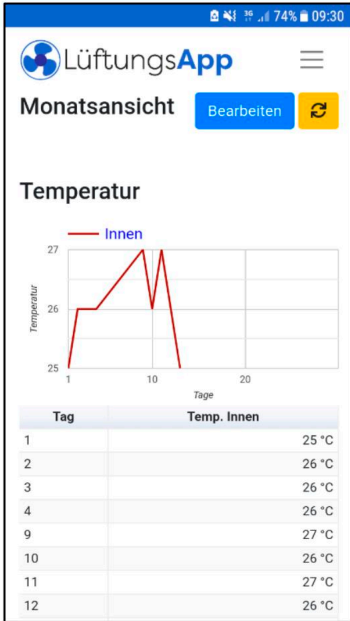 36 74% 09:30
LüftungsApp
Monatsansicht Bearbeiten
Temperatur
Innen
27
26
25
Temperatur
1 10 20
Tage
Tag Temp. Innen
1 25 °C
2 26 °C
3 26 °C
4 26 °C
9 27 °C
10 26 °C
11 27 °C
12 26 °C